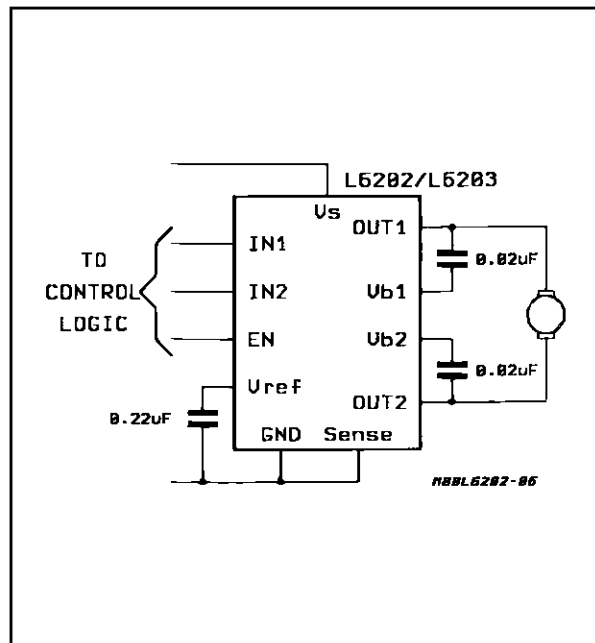 L6202/L6203
Vs
OUT1
IN1
0.02uF
TO
CONTROL
LOGIC
IN2
Vb1
EN
Vb2
Vref
0.02uF
OUT2
0.22uF
GND Sense
M88L6202-06